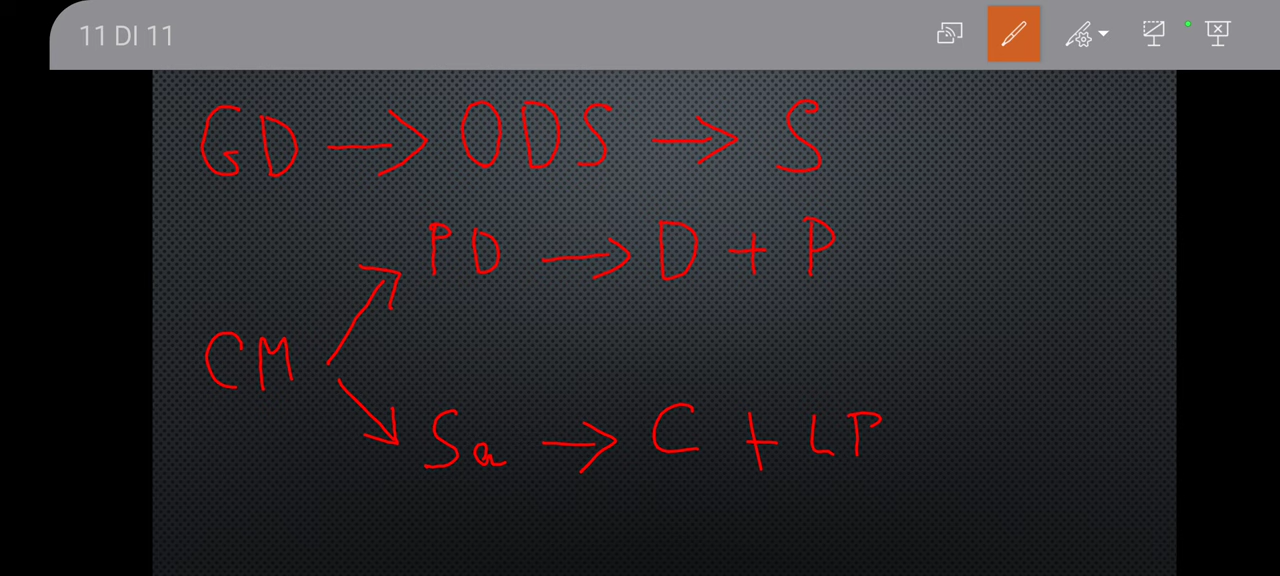 11 DI 11
GD → ODS → S
PD → D + P
CM
Sa → C + LP